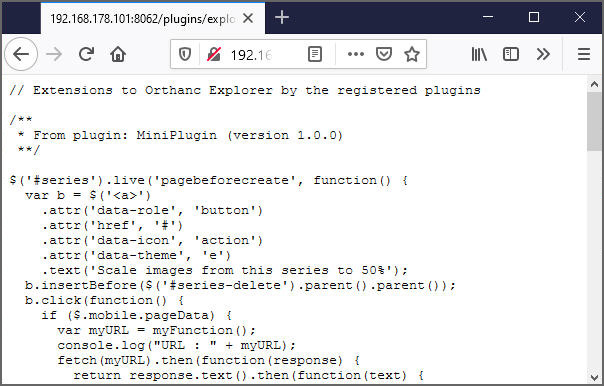 192.168.178.101:8062/plugins/explo
192.16
// Extensions to Orthanc Explorer by the registered plugins
/**
 * From plugin: MiniPlugin (version 1.0.0)
 **/
$('#series').live('pagebeforecreate', function() {
  var b = $('<a>')
    .attr('data-role', 'button')
    .attr('href', '#')
    .attr('data-icon', 'action')
    .attr('data-theme', 'e')
    .text('Scale images from this series to 50%');
  b.insertBefore($('#series-delete').parent().parent());
  b.click(function() {
    if ($.mobile.pageData) {
      var myURL = myFunction();
      console.log("URL : " + myURL);
      fetch(myURL).then(function(response) {
        return response.text().then(function(text) {